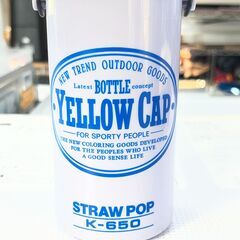 NEW TREND OUTDOOR GOODS
Latest BOTTLE concept
YELLOW CAP
FOR SPORTY PEOPLE
THE NEW COLORING GOODS DEVELOPED
FOR THE PEOPLES WHO LIVE
A GOOD SENSE LIFE
STRAW POP
K-650